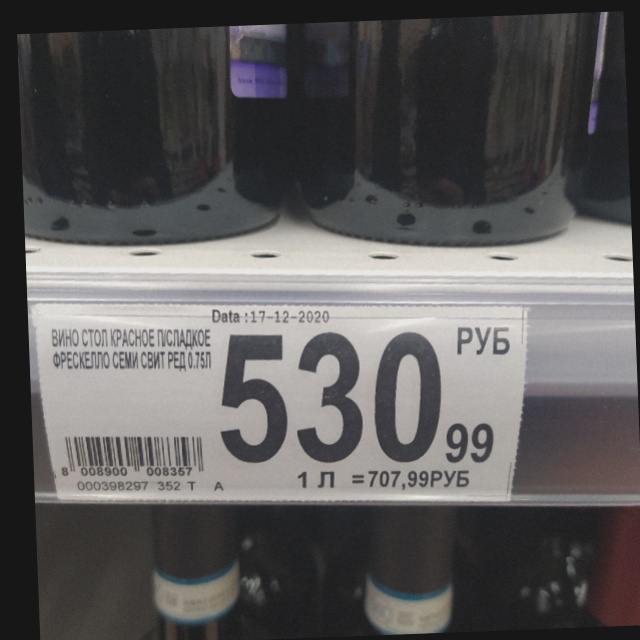 Data :17-12-2020
ВИНО СТОЛ КРАСНОЕ П\СЛАДКОЕ
ФРЕСКЕЛЛО СЕМИ СВИТ РЕД 0.75Л
530 99 РУБ
8 008900 008357
000398297 352 Т А
1 Л =707,99РУБ